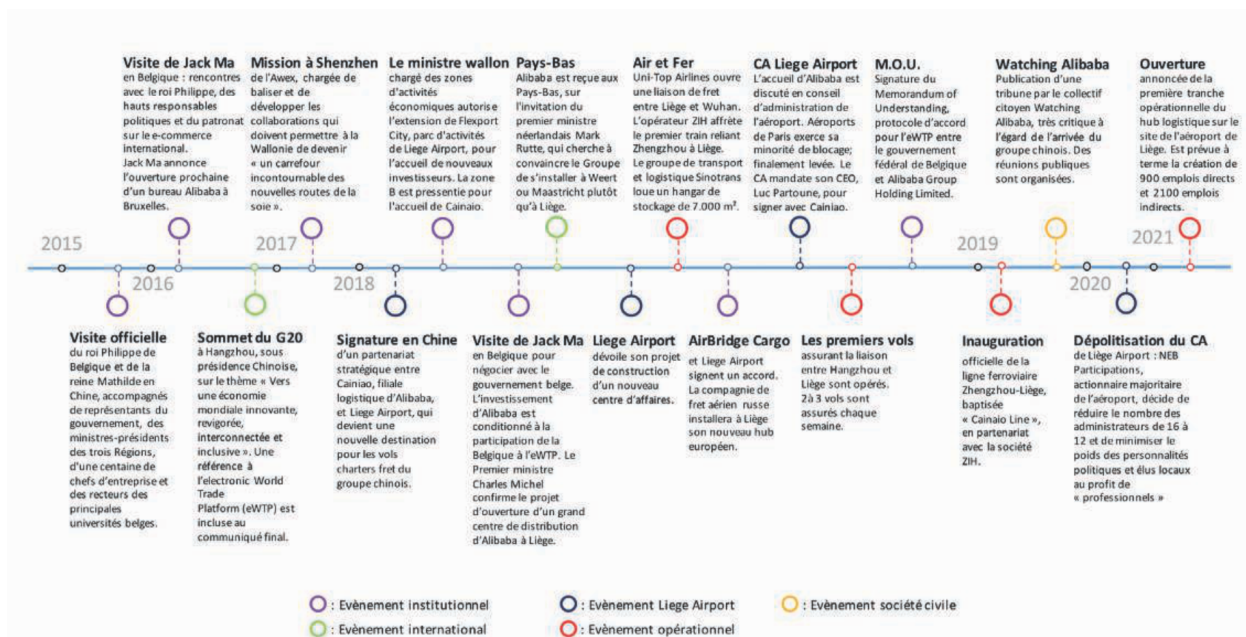 Visite de Jack Ma
en Belgique : rencontres
avec le roi Philippe, des
hauts responsables
politiques et du patronat
sur le e-commerce
international.
Jack Ma annonce
l'ouverture prochaine
d'un bureau Alibaba à
Bruxelles.
Mission à Shenzhen
de l'Awex, chargée de
baliser et de
développer les
collaborations qui
doivent permettre à la
Wallonie de devenir
« un carrefour
incontournable des
nouvelles routes de la
soie ».
Le ministre wallon
chargé des zones
d'activités
économiques autorise
l'extension de Flexport
City, parc d'activités
de Liege Airport, pour
l'accueil de nouveaux
investisseurs. La zone
B est pressentie pour
l'accueil de Cainaio.
Pays-Bas
Alibaba est reçue aux
Pays-Bas, sur
l'invitation du
premier ministre
néerlandais Mark
Rutte, qui cherche à
convaincre le Groupe
de s'installer à Weert
ou Maastricht plutôt
qu'à Liège.
Air et Fer
Uni-Top Airlines ouvre
une liaison de fret
entre Liège et Wuhan.
L'opérateur ZIH affrète
le premier train reliant
Zhengzhou à Liège.
Le groupe de transport
et logistique Sinotrans
loue un hangar de
stockage de 7.000 m².
CA Liege Airport
L'accueil d'Alibaba est
discuté en conseil
d'administration de
l'aéroport. Aéroports
de Paris exerce sa
minorité de blocage;
finalement levée. Le
CA mandate son CEO,
Luc Partoune, pour
signer avec Cainiao.
M.O.U.
Signature du
Memorandum of
Understanding,
protocole d'accord
pour l'eWTP entre
le gouvernement
fédéral de Belgique
et Alibaba Group
Holding Limited.
Watching Alibaba
Publication d'une
tribune par le collectif
citoyen Watching
Alibaba, très critique à
l'égard de l'arrivée du
groupe chinois. Des
réunions publiques
sont organisées.
Ouverture
annoncée de la
première tranche
opérationnelle du
hub logistique sur le
site de l'aéroport de
Liège. Est prévue à
terme la création de
900 emplois directs
et 2100 emplois
indirects.
2015
2016
2017
2018
2019
2020
2021
Visite officielle
du roi Philippe de
Belgique et de la
reine Mathilde en
Chine, accompagnés
de représentants du
gouvernement, des
ministres-présidents
des trois Régions,
d'une centaine de
chefs d'entreprise et
des recteurs des
principales
universités belges.
Sommet du G20
à Hangzhou, sous
présidence Chinoise,
sur le thème « Vers
une économie
mondiale innovante,
revigorée,
interconnectée et
inclusive ». Une
référence à
l'electronic World
Trade
Platform (eWTP) est
incluse au
communiqué final.
Signature en Chine
d'un partenariat
stratégique entre
Cainiao, filiale
logistique d'Alibaba,
et Liege Airport, qui
devient une
nouvelle destination
pour les vols
charters fret du
groupe chinois.
Visite de Jack Ma
en Belgique pour
négocier avec le
gouvernement belge.
L'investissement
d'Alibaba est
conditionné à la
participation de la
Belgique à l'eWTP. Le
Premier ministre
Charles Michel
confirme le projet
d'ouverture d'un grand
centre de distribution
d'Alibaba à Liège.
Liege Airport
dévoile son projet
de construction
d'un nouveau
centre d'affaires.
AirBridge Cargo
et Liege Airport
signent un accord.
La compagnie de
fret aérien russe
installera à Liège
son nouveau hub
européen.
Les premiers vols
assurant la liaison
entre Hangzhou et
Liège sont opérés.
2à 3 vols sont
assurés chaque
semaine.
Inauguration
officielle de la
ligne ferroviaire
Zhengzhou-Liège,
baptisée
« Cainaio Line »,
en partenariat
avec la société
ZIH.
Dépolitisation du CA
de Liege Airport : NEB
Participations,
actionnaire majoritaire
de l'aéroport, décide de
réduire le nombre des
administrateurs de 16 à
12 et de minimiser le
poids des personnalités
politiques et élus locaux
au profit de
« professionnels »
: Evènement institutionnel
: Evènement international
: Evènement Liege Airport
: Evènement opérationnel
: Evènement société civile